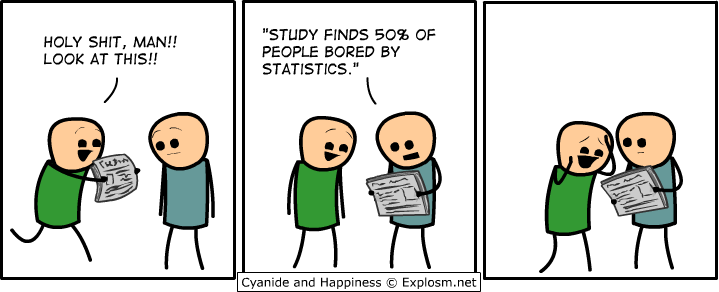 HOLY SHIT, MAN!!
LOOK AT THIS!!
"STUDY FINDS 50% OF
PEOPLE BORED BY
STATISTICS."
Cyanide and Happiness © Explosm.net